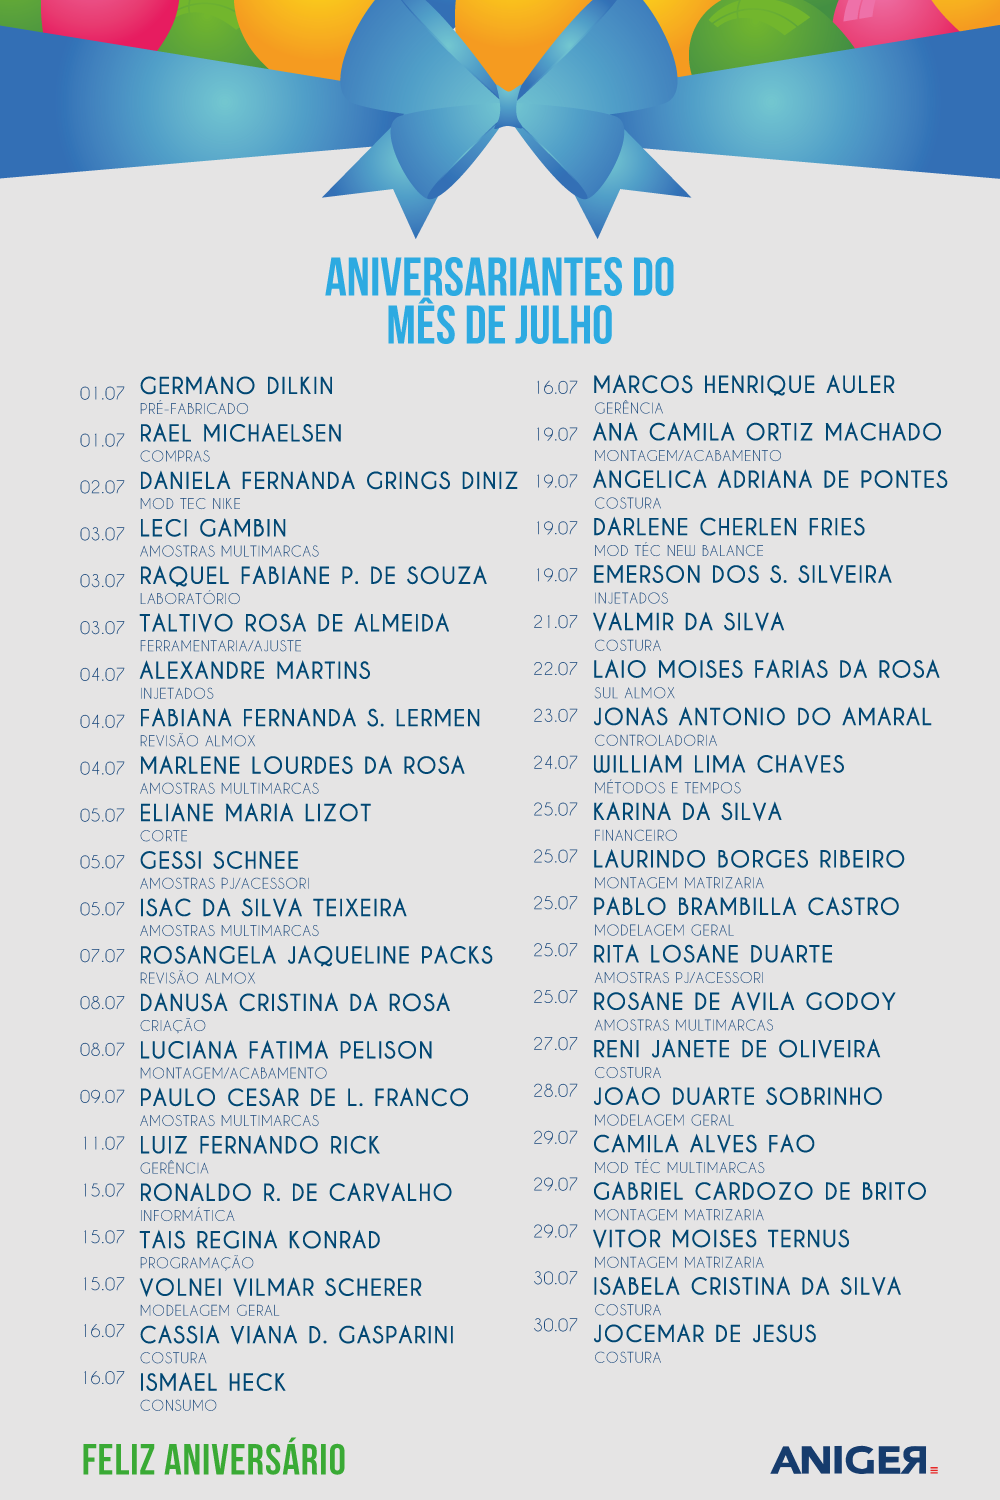 ANIVERSARIANTES DO
MÊS DE JULHO
01.07 GERMANO DILKIN
PRÉ-FABRICADO
01.07 RAEL MICHAELSEN
COMPRAS
02.07 DANIELA FERNANDA GRINGS DINIZ
MOD TEC NIKE
03.07 LECI GAMBIN
AMOSTRAS MULTIMARCAS
03.07 RAQUEL FABIANE P. DE SOUZA
LABORATÓRIO
03.07 TALTIVO ROSA DE ALMEIDA
FERRAMENTARIA/AJUSTE
04.07 ALEXANDRE MARTINS
INJETADOS
04.07 FABIANA FERNANDA S. LERMEN
REVISÃO ALMOX
04.07 MARLENE LOURDES DA ROSA
AMOSTRAS MULTIMARCAS
05.07 ELIANE MARIA LIZOT
CORTE
05.07 GESSI SCHNEE
AMOSTRAS PJ/ACESSORI
05.07 ISAC DA SILVA TEIXEIRA
AMOSTRAS MULTIMARCAS
07.07 ROSANGELA JAQUELINE PACKS
REVISÃO ALMOX
08.07 DANUSA CRISTINA DA ROSA
CRIAÇÃO
08.07 LUCIANA FATIMA PELISON
MONTAGEM/ACABAMENTO
09.07 PAULO CESAR DE L. FRANCO
AMOSTRAS MULTIMARCAS
11.07 LUIZ FERNANDO RICK
GERÊNCIA
15.07 RONALDO R. DE CARVALHO
INFORMÁTICA
15.07 TAIS REGINA KONRAD
PROGRAMAÇÃO
15.07 VOLNEI VILMAR SCHERER
MODELAGEM GERAL
16.07 CASSIA VIANA D. GASPARINI
COSTURA
16.07 ISMAEL HECK
CONSUMO
16.07 MARCOS HENRIQUE AULER
GERÊNCIA
19.07 ANA CAMILA ORTIZ MACHADO
MONTAGEM/ACABAMENTO
19.07 ANGELICA ADRIANA DE PONTES
COSTURA
19.07 DARLENE CHERLEN FRIES
MOD TÉC NEW BALANCE
19.07 EMERSON DOS S. SILVEIRA
INJETADOS
21.07 VALMIR DA SILVA
COSTURA
22.07 LAIO MOISES FARIAS DA ROSA
SUL ALMOX
23.07 JONAS ANTONIO DO AMARAL
CONTROLADORIA
24.07 WILLIAM LIMA CHAVES
MÉTODOS E TEMPOS
25.07 KARINA DA SILVA
FINANCEIRO
25.07 LAURINDO BORGES RIBEIRO
MONTAGEM MATRIZARIA
25.07 PABLO BRAMBILLA CASTRO
MODELAGEM GERAL
25.07 RITA LOSANE DUARTE
AMOSTRAS PJ/ACESSORI
25.07 ROSANE DE AVILA GODOY
AMOSTRAS MULTIMARCAS
27.07 RENI JANETE DE OLIVEIRA
COSTURA
28.07 JOAO DUARTE SOBRINHO
MODELAGEM GERAL
29.07 CAMILA ALVES FAO
MOD TÉC MULTIMARCAS
29.07 GABRIEL CARDOZO DE BRITO
MONTAGEM MATRIZARIA
29.07 VITOR MOISES TERNUS
MONTAGEM MATRIZARIA
30.07 ISABELA CRISTINA DA SILVA
COSTURA
30.07 JOCEMAR DE JESUS
COSTURA
FELIZ ANIVERSÁRIO
ANIGER